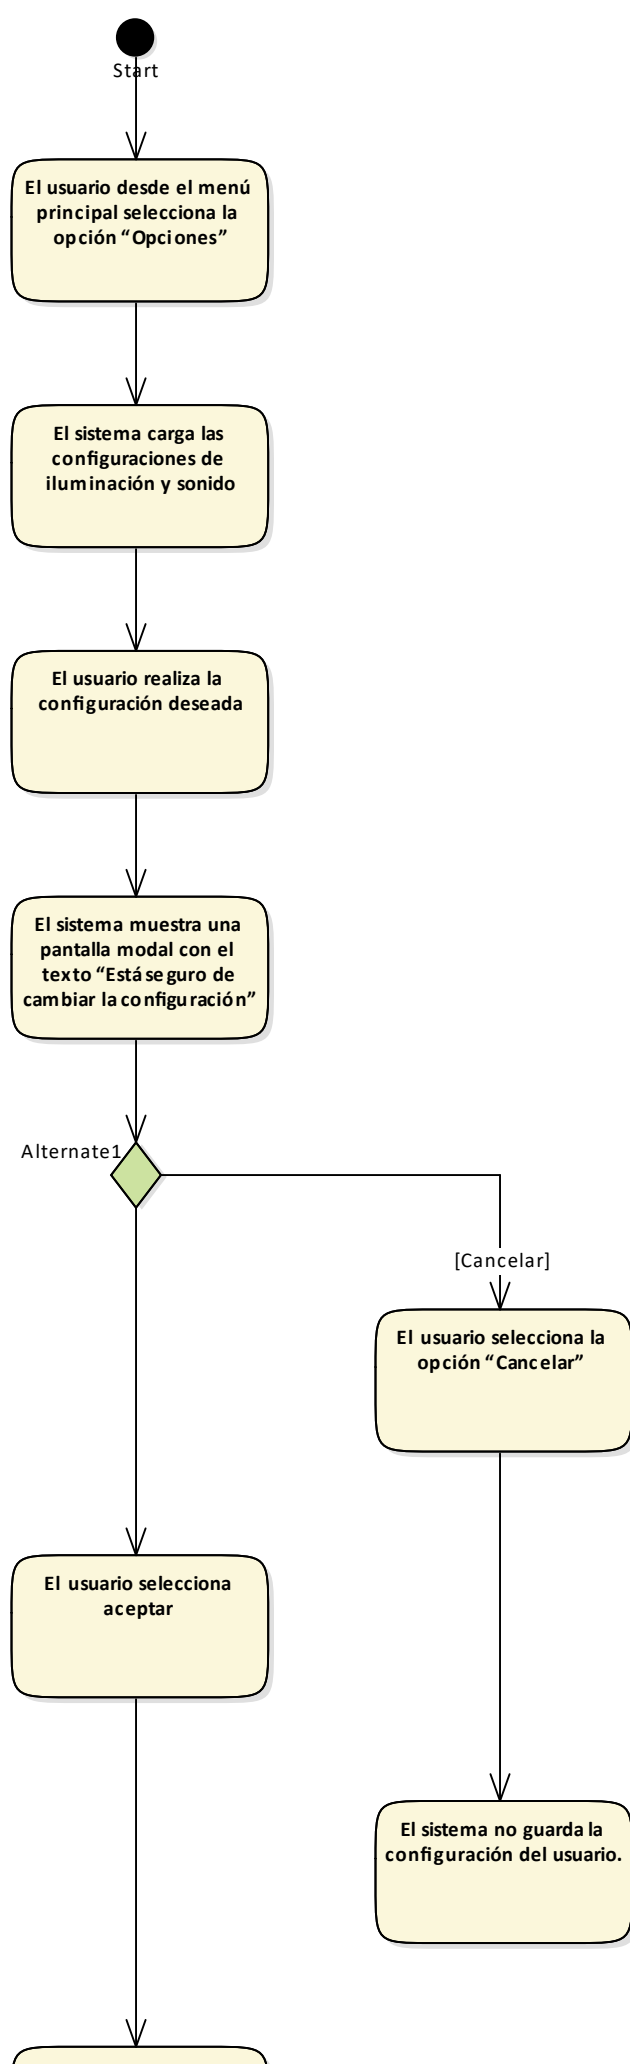 Start
El usuario desde el menú
principal selecciona la
opción “Opciones”
El sistema carga las
configuraciones de
iluminación y sonido
El usuario realiza la
configuración deseada
El sistema muestra una
pantalla modal con el
texto “Está seguro de
cambiar la configuración”
Alternate1
[Cancelar]
El usuario selecciona la
opción “Cancelar”
El usuario selecciona
aceptar
El sistema no guarda la
configuración del usuario.